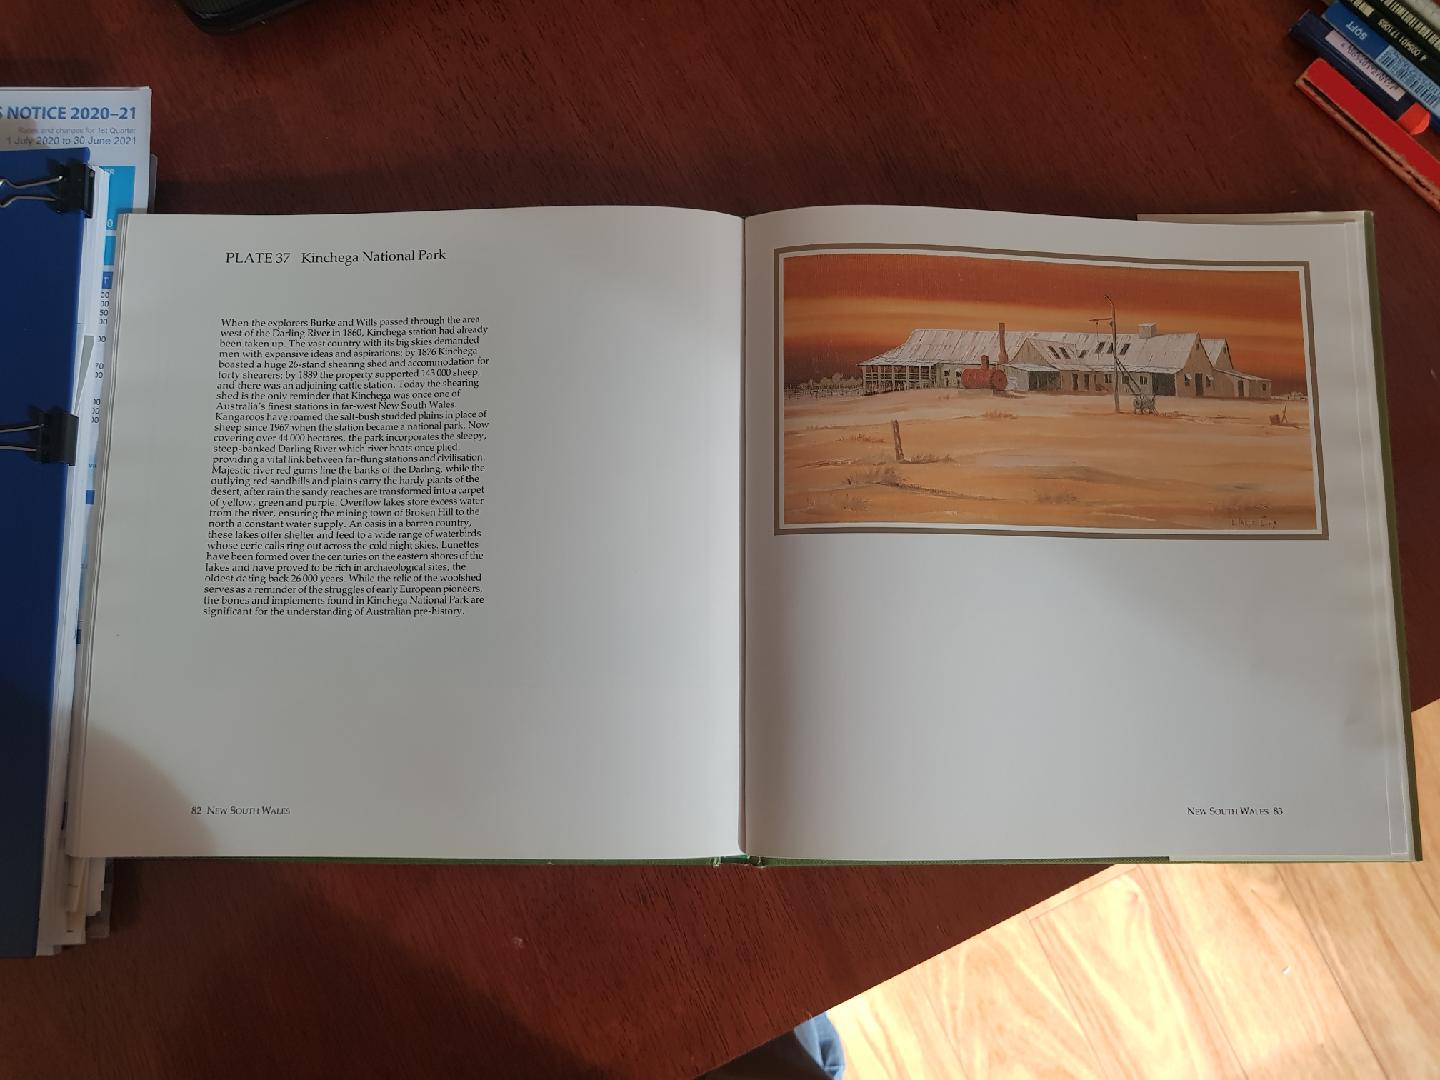 S NOTICE 2020–21
Rates and charges for 1st Quarter
1 July 2020 to 30 June 2021
SOFT
PLATE 37 Kinchega National Park
When the explorers Burke and Wills passed through the area
west of the Darling River in 1860, Kinchega station had already
been taken up. The vast country with its big skies demanded
men with expansive ideas and aspirations: by 1876 Kinchega
boasted a huge 26-stand shearing shed and accommodation for
forty shearers; by 1889 the property supported 143 000 sheep,
and there was an adjoining cattle station. Today the shearing
shed is the only reminder that Kinchega was once one of
Australia's finest stations in far-west New South Wales.
Kangaroos have roamed the salt-bush studded plains in place of
sheep since 1967 when the station became a national park. Now
covering over 44 000 hectares, the park incorporates the sleepy,
steep-banked Darling River which river boats once plied,
providing a vital link between far-flung stations and civilisation.
Majestic river red gums line the banks of the Darling, while the
outlying red sandhills and plains carry the hardy plants of the
desert, after rain the sandy reaches are transformed into a carpet
of yellow, green and purple. Overflow lakes store excess water
from the river, ensuring the mining town of Broken Hill to the
north a constant water supply. An oasis in a barren country,
these lakes offer shelter and feed to a wide range of waterbirds
whose eerie calls ring out across the cold night skies. Lunettes
have been formed over the centuries on the eastern shores of the
lakes and have proved to be rich in archaeological sites, the
oldest dating back 26 000 years. While the relic of the woolshed
serves as a reminder of the struggles of early European pioneers,
the bones and implements found in Kinchega National Park are
significant for the understanding of Australian pre-history.
82 NEW SOUTH WALES
NEW SOUTH WALES 83